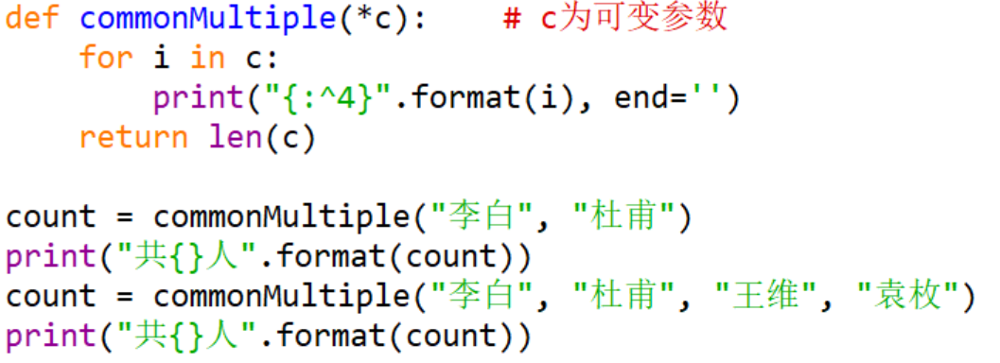 def commonMultiple(*c):    # c为可变参数
    for i in c:
        print("{:^4}".format(i), end='')
    return len(c)

count = commonMultiple("李白", "杜甫")
print("共{}人".format(count))
count = commonMultiple("李白", "杜甫", "王维", "袁枚")
print("共{}人".format(count))